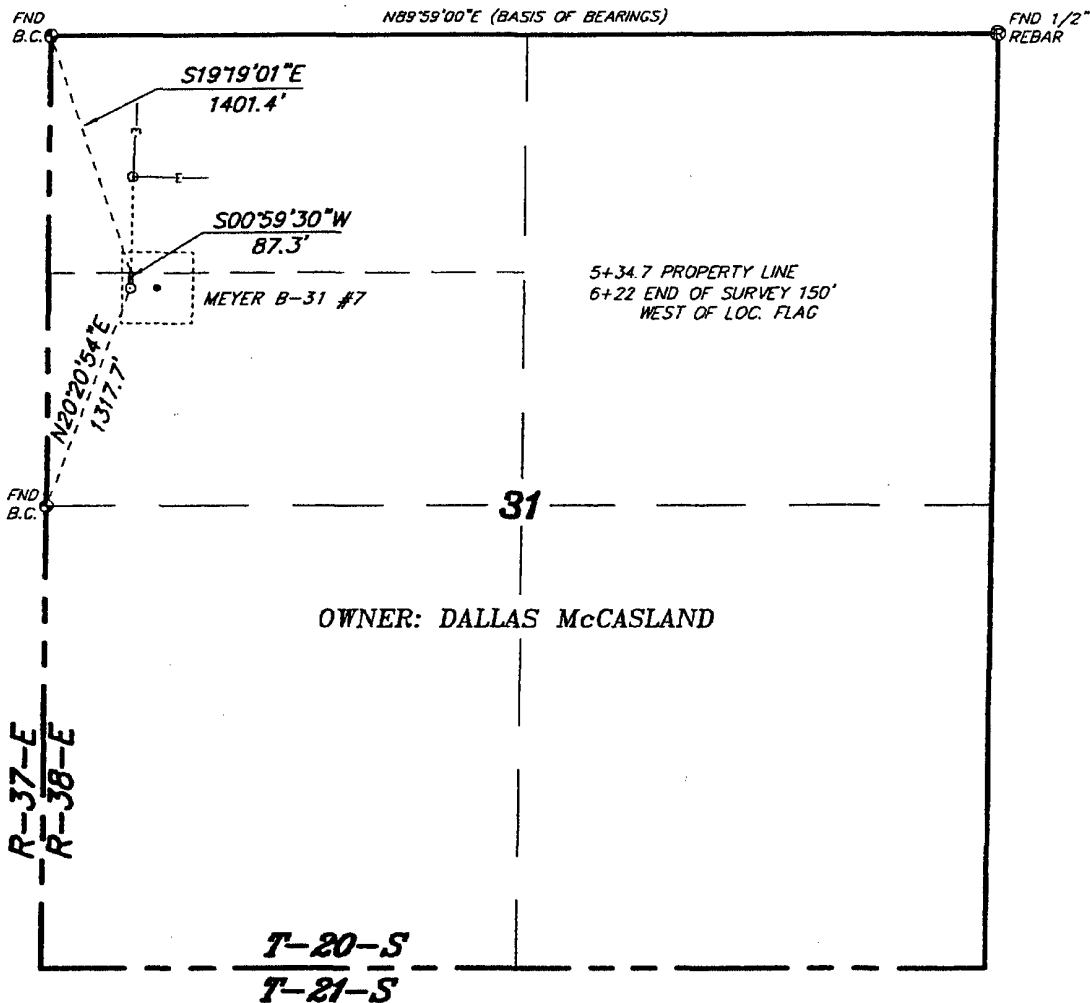 FND
B.C.
N89°59'00"E (BASIS OF BEARINGS)
FND 1/2"
REBAR
S19°19'01"E
1401.4'
E
E
S00°59'30"W
87.3'
MEYER B-31 #7
5+34.7 PROPERTY LINE
6+22 END OF SURVEY 150'
WEST OF LOC. FLAG
N20°20'54"E
1317.7'
FND
B.C.
31
OWNER: DALLAS McCASLAND
R-37-E
R-38-E
T-20-S
T-21-S